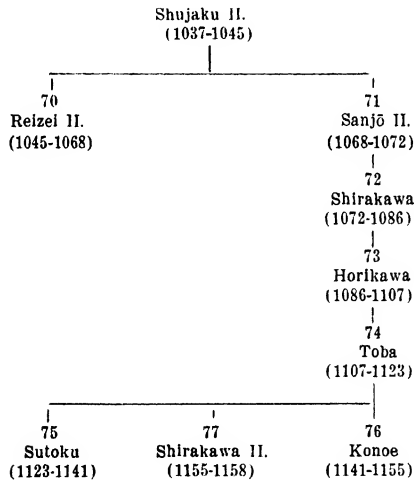 Shujaku II.
(1037-1045)
70
Reizei II.
(1045-1068)
71
Sanjō II.
(1068-1072)
72
Shirakawa
(1072-1086)
73
Horikawa
(1086-1107)
74
Toba
(1107-1123)
75
Sutoku
(1123-1141)
77
Shirakawa II.
(1155-1158)
76
Konoe
(1141-1155)